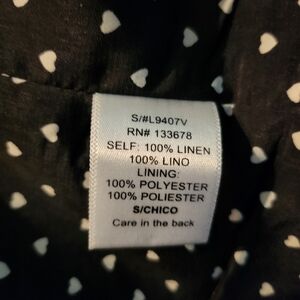 S/#L9407V
RN# 133678
SELF: 100% LINEN
100% LINO
LINING:
100% POLYESTER
100% POLIESTER
S/CHICO
Care in the back